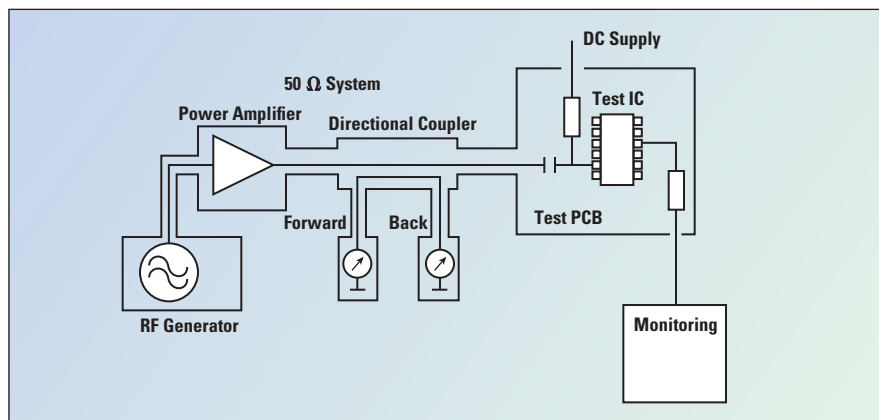 DC Supply
50 Ω System
Test IC
Power Amplifier
Directional Coupler
Forward
Back
Test PCB
RF Generator
Monitoring